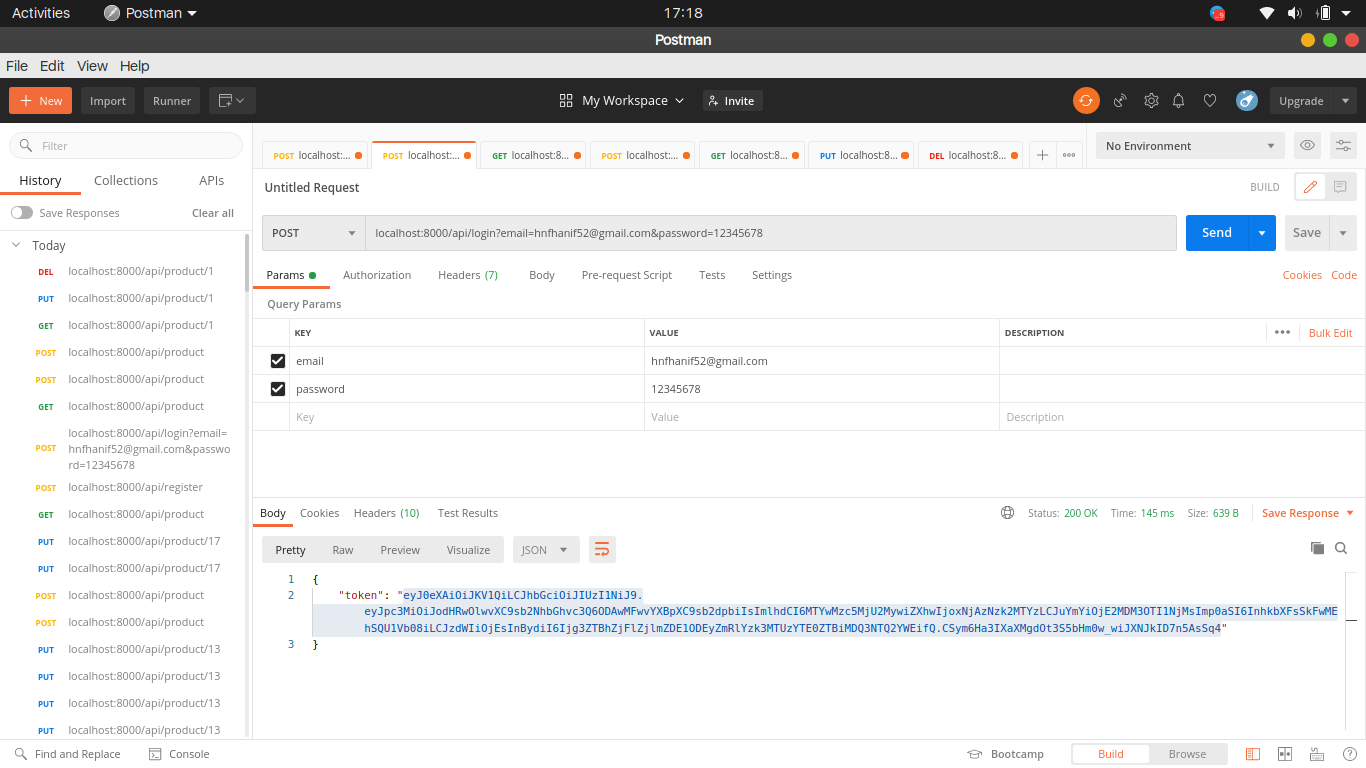 Activities Postman 17:18
Postman
File Edit View Help
New Import Runner My Workspace Invite Upgrade
Filter
History Collections APIs
Save Responses Clear all
Today
DEL localhost:8000/api/product/1
PUT localhost:8000/api/product/1
GET localhost:8000/api/product/1
POST localhost:8000/api/product
POST localhost:8000/api/product
GET localhost:8000/api/product
POST localhost:8000/api/login?email=
hnfhanif52@gmail.com&passwo
rd=12345678
POST localhost:8000/api/register
GET localhost:8000/api/product
PUT localhost:8000/api/product/17
PUT localhost:8000/api/product/17
POST localhost:8000/api/product
POST localhost:8000/api/product
PUT localhost:8000/api/product/13
PUT localhost:8000/api/product/13
PUT localhost:8000/api/product/13
PUT localhost:8000/api/product/13
POST localhost:... POST localhost:... GET localhost:8... POST localhost:... GET localhost:8... PUT localhost:8... DEL localhost:8... No Environment
Untitled Request BUILD
POST localhost:8000/api/login?email=hnfhanif52@gmail.com&password=12345678 Send Save
Params Authorization Headers (7) Body Pre-request Script Tests Settings Cookies Code
Query Params
KEY VALUE DESCRIPTION Bulk Edit
email hnfhanif52@gmail.com
password 12345678
Key Value Description
Body Cookies Headers (10) Test Results Status: 200 OK Time: 145 ms Size: 639 B Save Response
Pretty Raw Preview Visualize JSON
1 {
2 "token": "eyJ0eXAiOiJKV1QiLCJhbGciOiJIUzI1NiJ9.
eyJpc3MiOiJodHRwOlwvXC9sb2NhbGhvc3Q6ODAwMFwvYXBpXC9sb2dpbiIsImlhdCI6MTYwMzc5MjU2MywiZXhwIjoxNjAzNzk2MTYzLCJuYmYiOjE2MDM3OTI1NjMsImp0aSI6InhkbXFsSkFwME
hSQU1Vb08iLCJzdWIiOjEsInBydiI6Ijg3ZTBhZjFlZjlmZDE1ODEyZmRlYzk3MTUzYTE0ZTBiMDQ3NTQ2YWEifQ.CSym6Ha3IXaXMgdOt3S5bHm0w_wiJXNJkID7n5AsSq4"
3 }
Find and Replace Console Bootcamp Build Browse